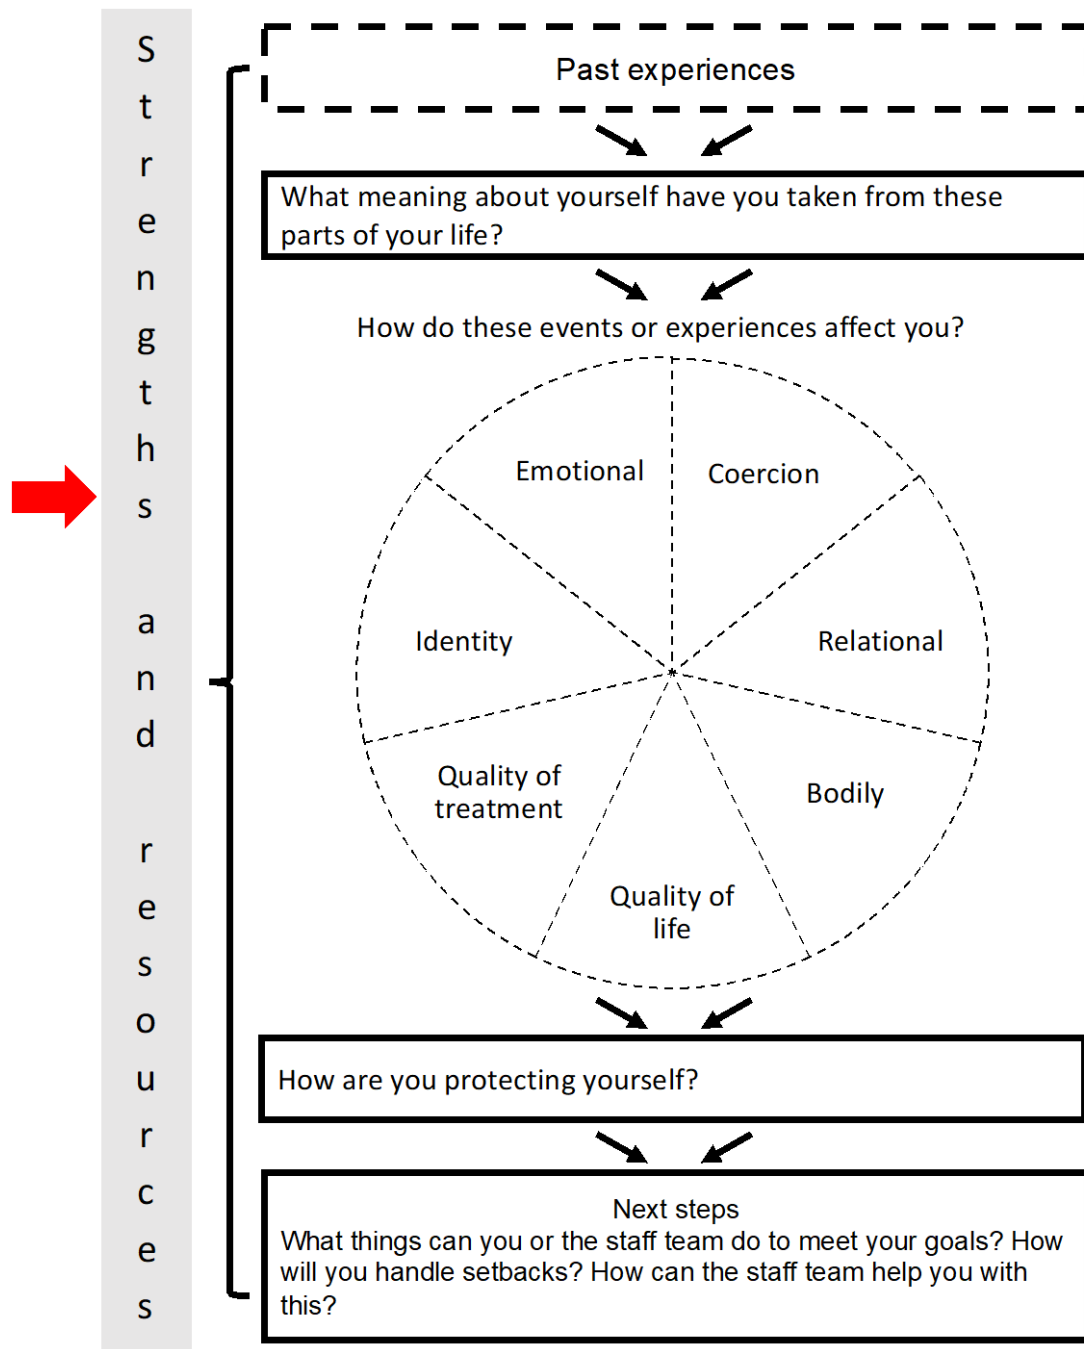 Strengths and resources
Past experiences
What meaning about yourself have you taken from these
parts of your life?
How do these events or experiences affect you?
Emotional
Coercion
Identity
Relational
Quality of
treatment
Bodily
Quality of
life
How are you protecting yourself?
Next steps
What things can you or the staff team do to meet your goals? How
will you handle setbacks? How can the staff team help you with
this?